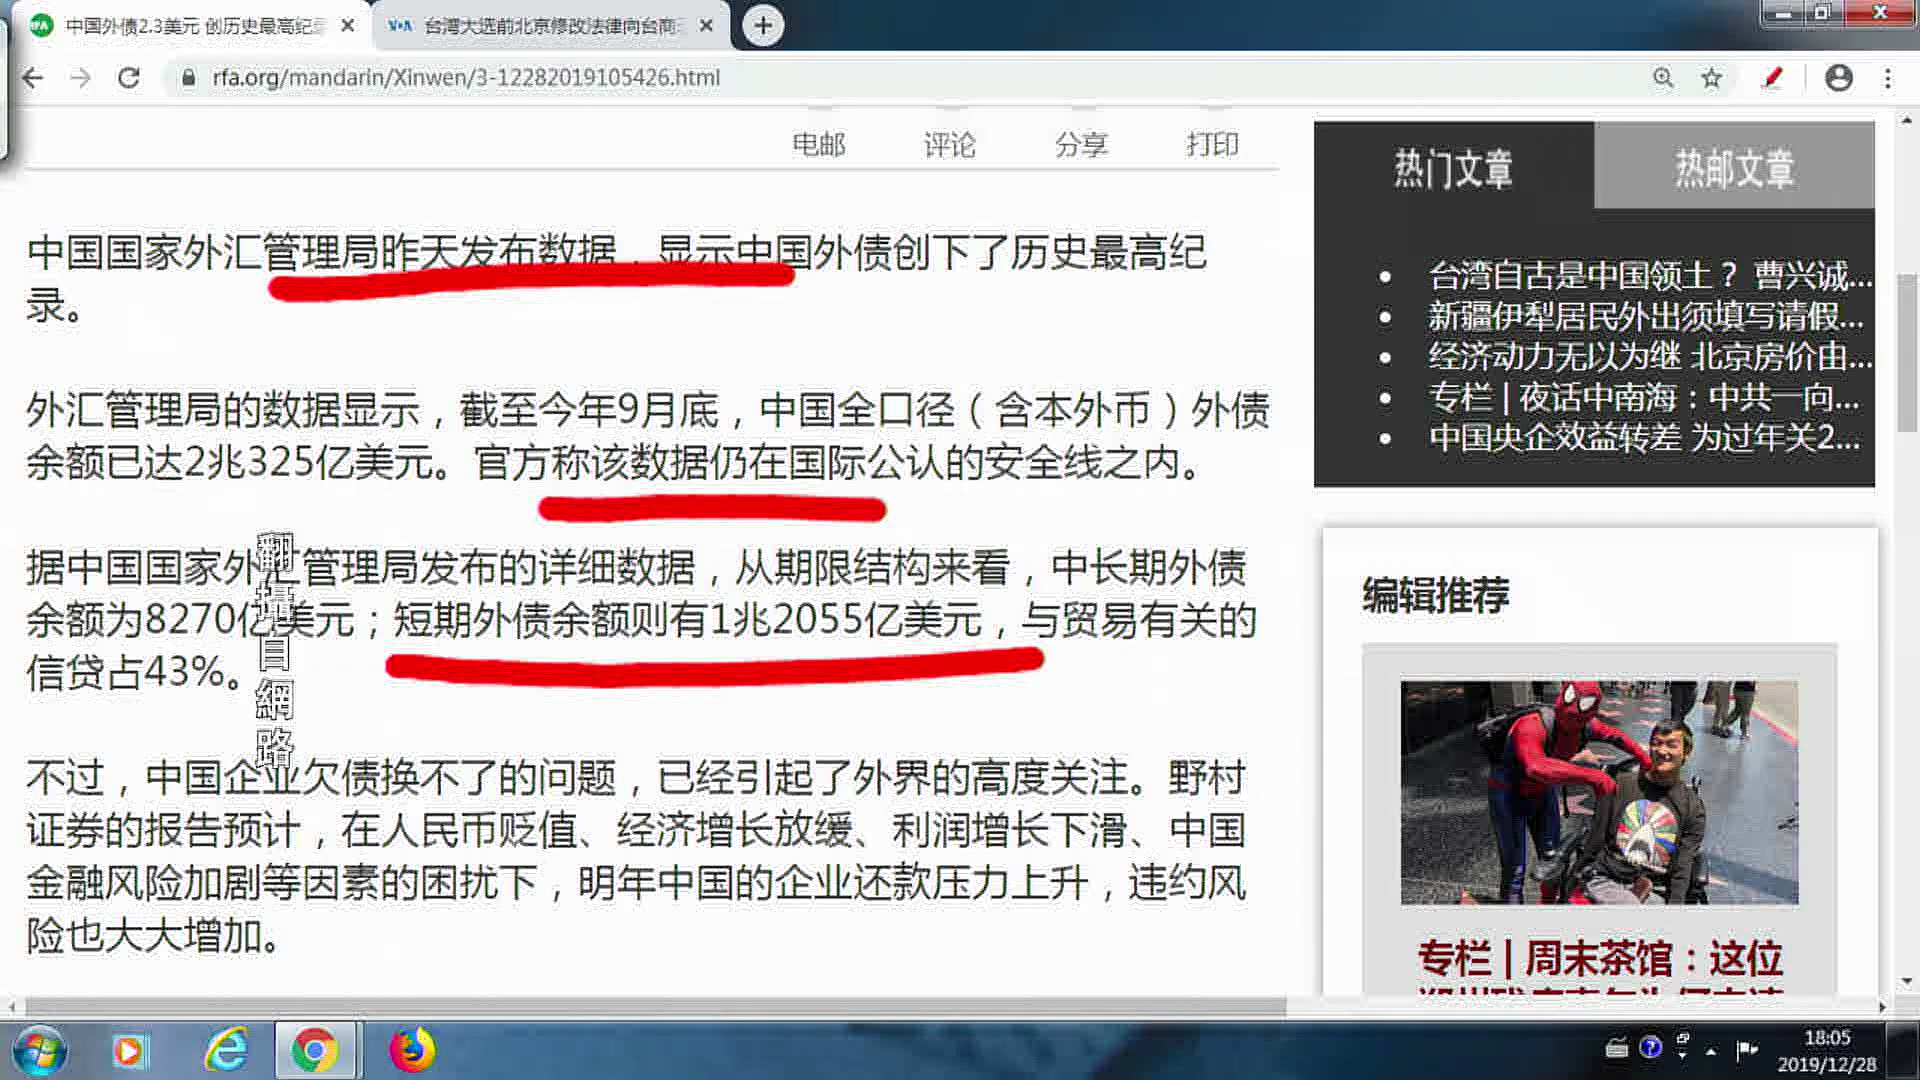 中国外债2.3美元 创历史最高纪
台湾大选前北京修改法律向台商
rfa.org/mandarin/Xinwen/3-12282019105426.html
电邮 评论 分享 打印
中国国家外汇管理局昨天发布数据，显示中国外债创下了历史最高纪
录。
外汇管理局的数据显示，截至今年9月底，中国全口径（含本外币）外债
余额已达2兆325亿美元。官方称该数据仍在国际公认的安全线之内。
据中国国家外汇管理局发布的详细数据，从期限结构来看，中长期外债
余额为8270亿美元；短期外债余额则有1兆2055亿美元，与贸易有关的
信贷占43%。
不过，中国企业欠债换不了的问题，已经引起了外界的高度关注。野村
证券的报告预计，在人民币贬值、经济增长放缓、利润增长下滑、中国
金融风险加剧等因素的困扰下，明年中国的企业还款压力上升，违约风
险也大大增加。
热门文章 热邮文章
台湾自古是中国领土？ 曹兴诚...
新疆伊犁居民外出须填写请假...
经济动力无以为继 北京房价由...
专栏 | 夜话中南海：中共一向...
中国央企效益转差 为过年关2...
编辑推荐
专栏 | 周末茶馆：这位
18:05
2019/12/28